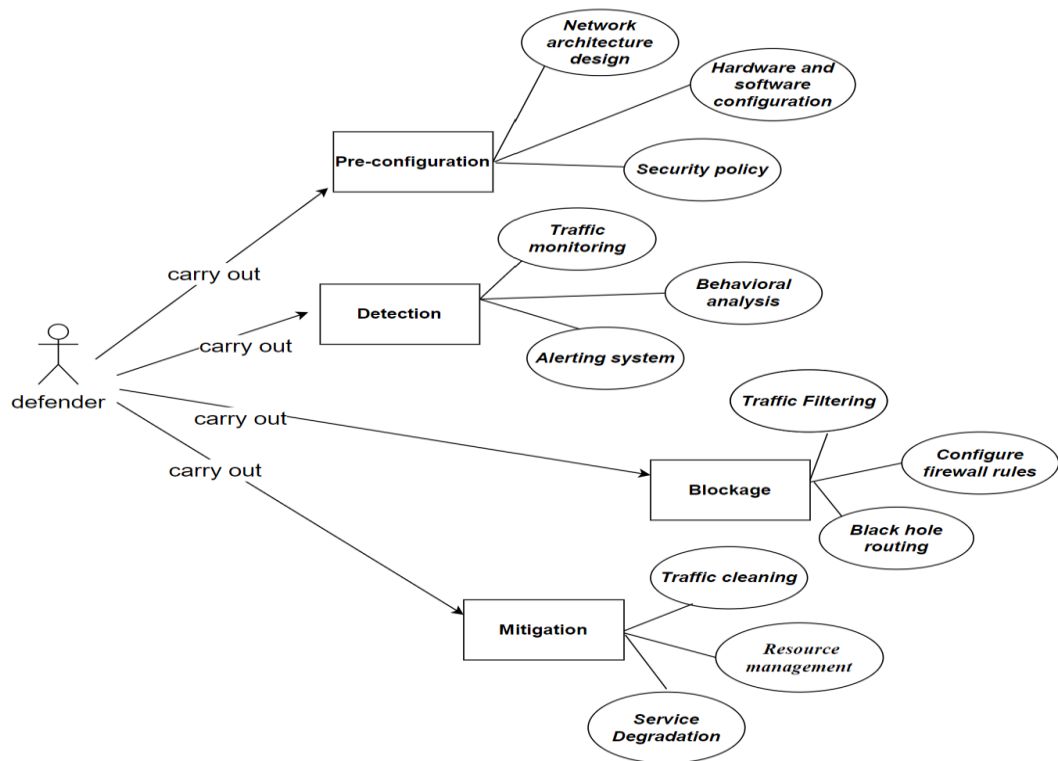 Network
architecture
design
Hardware and
software
configuration
Pre-configuration
Security policy
Traffic
monitoring
carry out
Behavioral
analysis
Detection
carry out
Alerting system
defender
Traffic Filtering
carry out
Configure
firewall rules
carry out
Blockage
Black hole
routing
Traffic cleaning
Mitigation
Resource
management
Service
Degradation